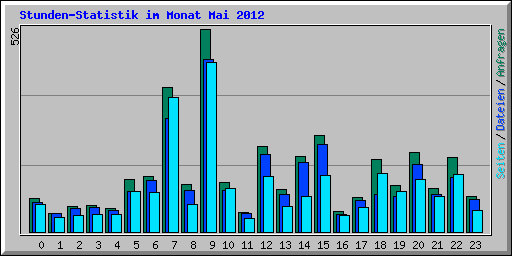 Stunden-Statistik im Monat Mai 2012
526
Seiten/Dateien/Anfragen
0 1 2 3 4 5 6 7 8 9 10 11 12 13 14 15 16 17 18 19 20 21 22 23